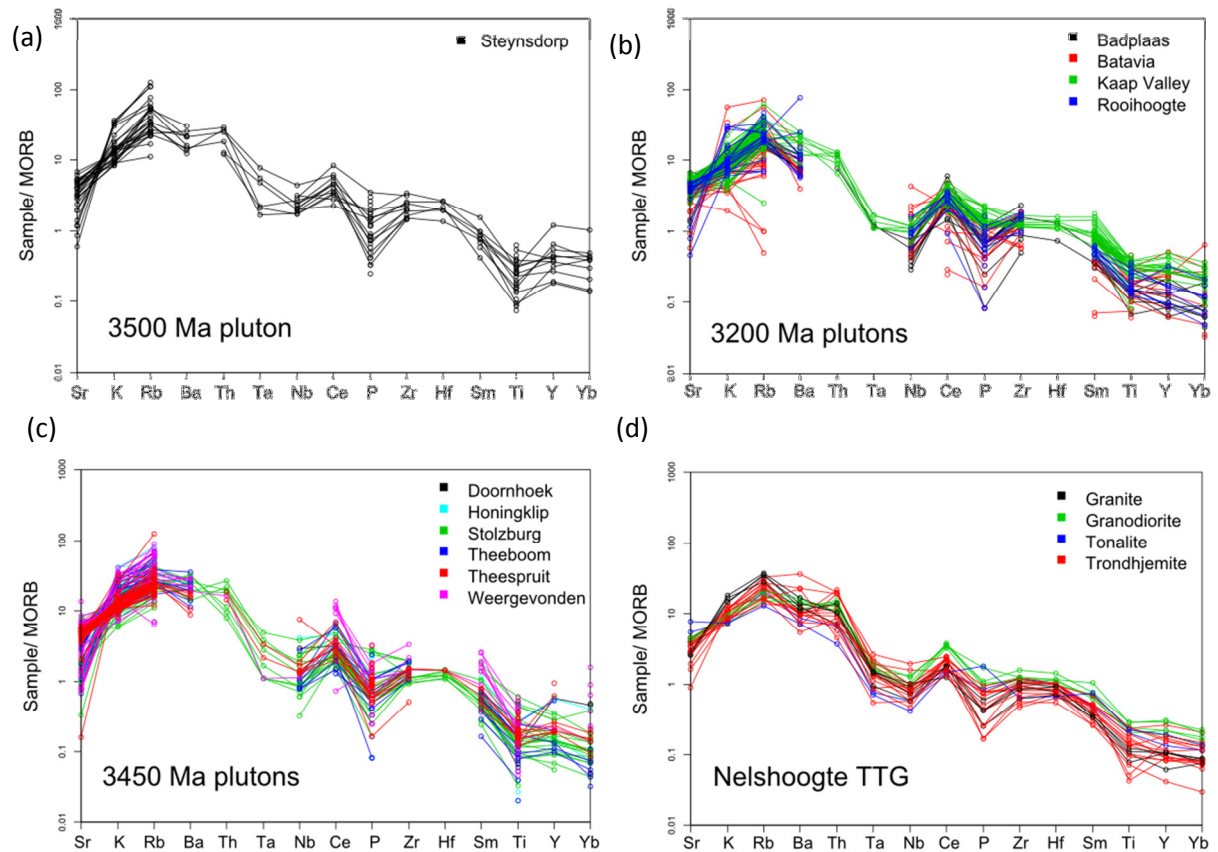 (a)
1000
100
10
1
0.1
0.01
Sample/ MORB
Steynsdorp
3500 Ma pluton
Sr K Rb Ba Th Ta Nb Ce P Zr Hf Sm Ti Y Yb
(b)
1000
100
10
1
0.1
0.01
Sample/ MORB
Badplaas
Batavia
Kaap Valley
Rooihoogte
3200 Ma plutons
Sr K Rb Ba Th Ta Nb Ce P Zr Hf Sm Ti Y Yb
(c)
1000
100
10
1
0.1
0.01
Sample/ MORB
Doornhoek
Honingklip
Stolzburg
Theeboom
Theespruit
Weergevonden
3450 Ma plutons
Sr K Rb Ba Th Ta Nb Ce P Zr Hf Sm Ti Y Yb
(d)
1000
100
10
1
0.1
0.01
Sample/ MORB
Granite
Granodiorite
Tonalite
Trondhjemite
Nelshoogte TTG
Sr K Rb Ba Th Ta Nb Ce P Zr Hf Sm Ti Y Yb